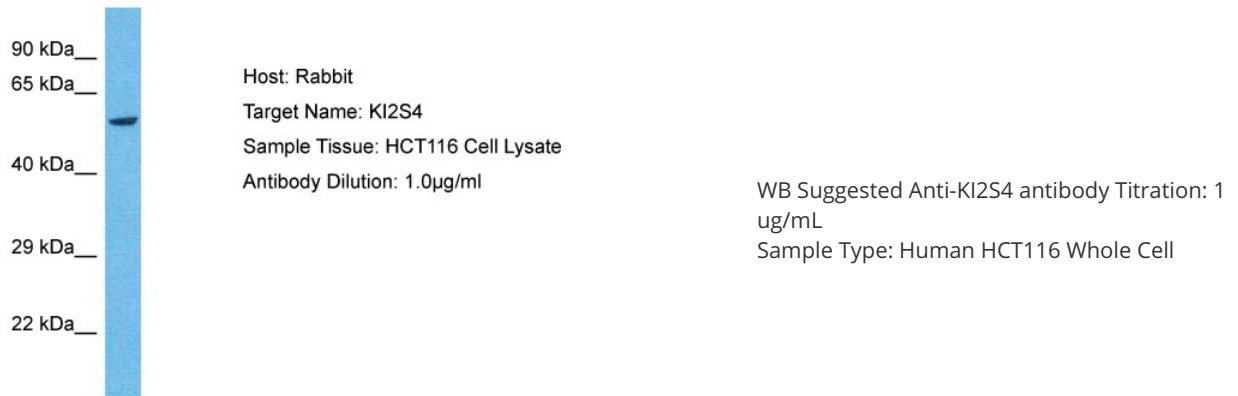 90 kDa__
65 kDa__
40 kDa__
29 kDa__
22 kDa__
Host: Rabbit
Target Name: KI2S4
Sample Tissue: HCT116 Cell Lysate
Antibody Dilution: 1.0µg/ml
WB Suggested Anti-KI2S4 antibody Titration: 1
ug/mL
Sample Type: Human HCT116 Whole Cell